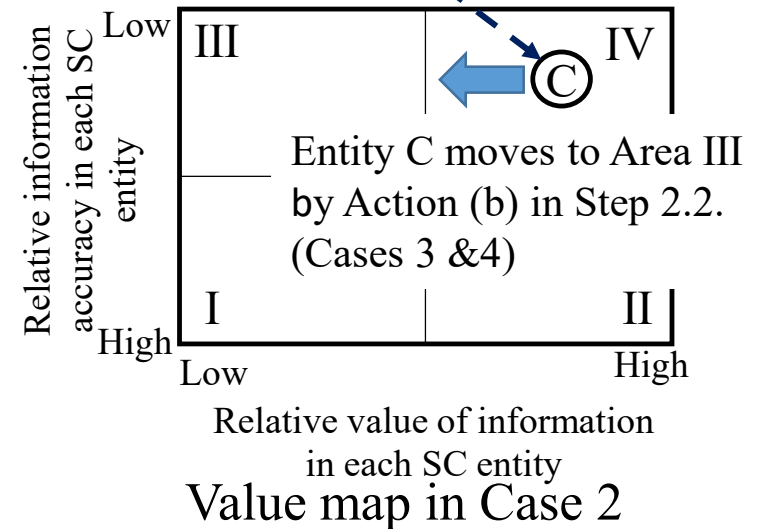 Low
III
IV
C
Relative information
accuracy in each SC
entity
Entity C moves to Area III
by Action (b) in Step 2.2.
(Cases 3 &4)
I
II
High
Low
High
Relative value of information
in each SC entity
Value map in Case 2